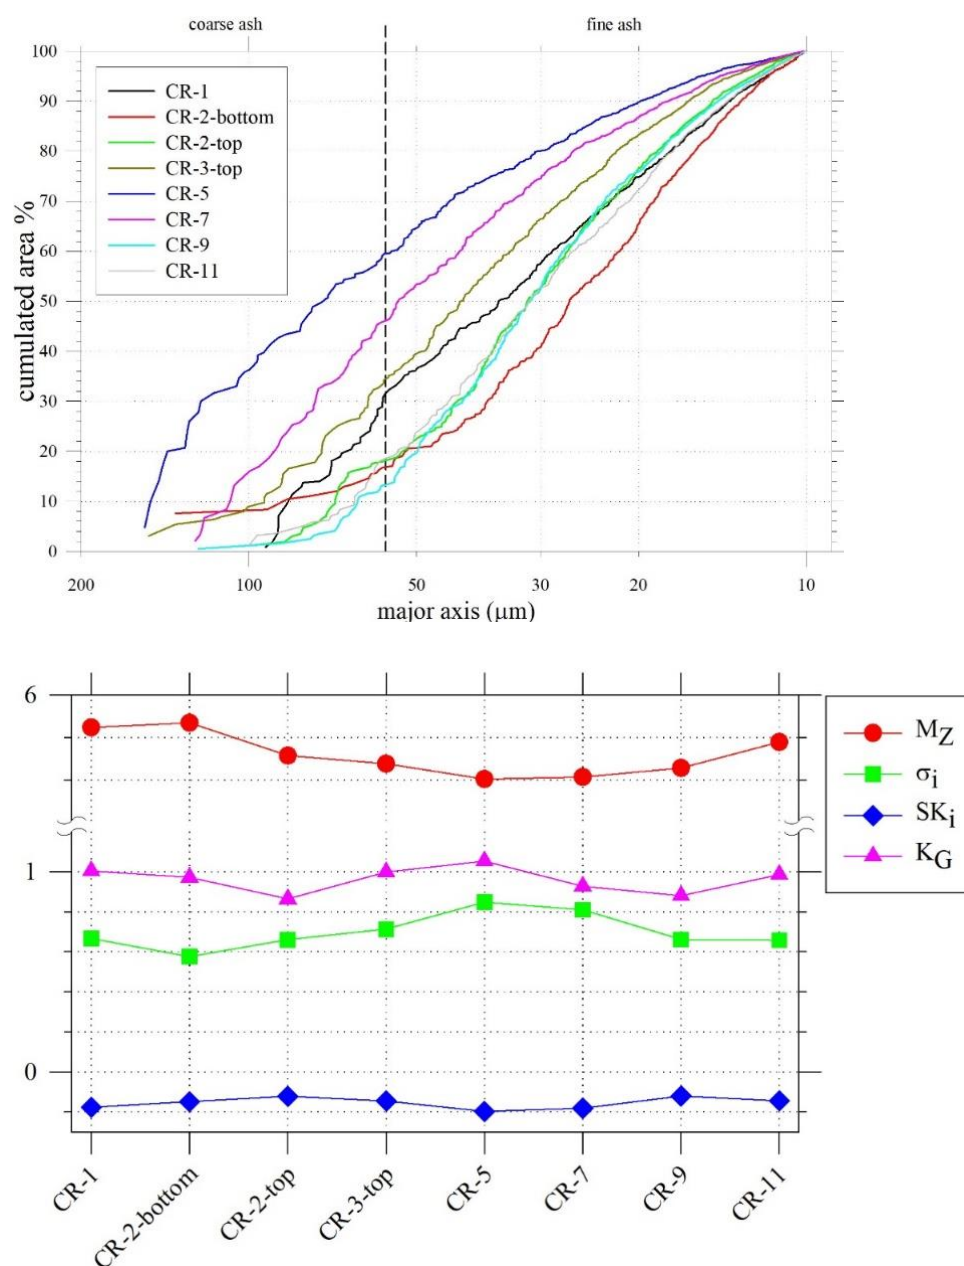 coarse ash
fine ash
100
90
80
70
60
50
40
30
20
10
0
cumulated area %
CR-1
CR-2-bottom
CR-2-top
CR-3-top
CR-5
CR-7
CR-9
CR-11
200
100
50
30
20
10
major axis (μm)
6
1
0
MZ
σi
SKi
KG
CR-1
CR-2-bottom
CR-2-top
CR-3-top
CR-5
CR-7
CR-9
CR-11